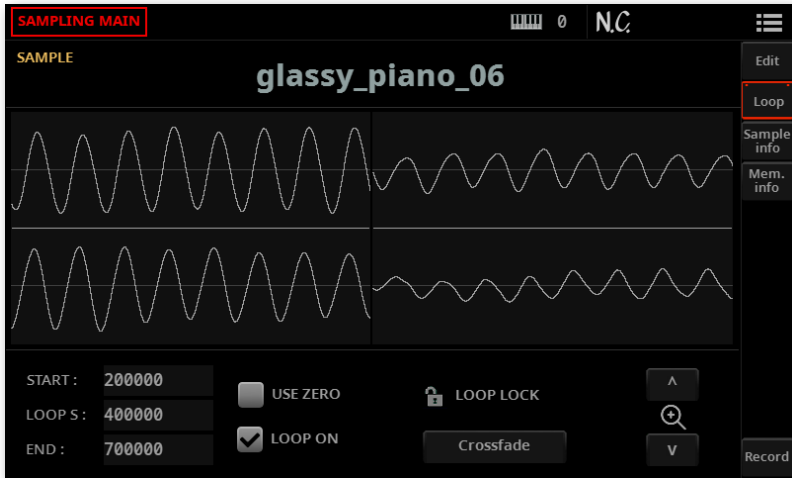 SAMPLING MAIN
0
N.C.
SAMPLE
glassy_piano_06
Edit
Loop
Sample
info
Mem.
info
START : 200000
LOOP S : 400000
END : 700000
USE ZERO
LOOP ON
LOOP LOCK
Crossfade
^
v
Record